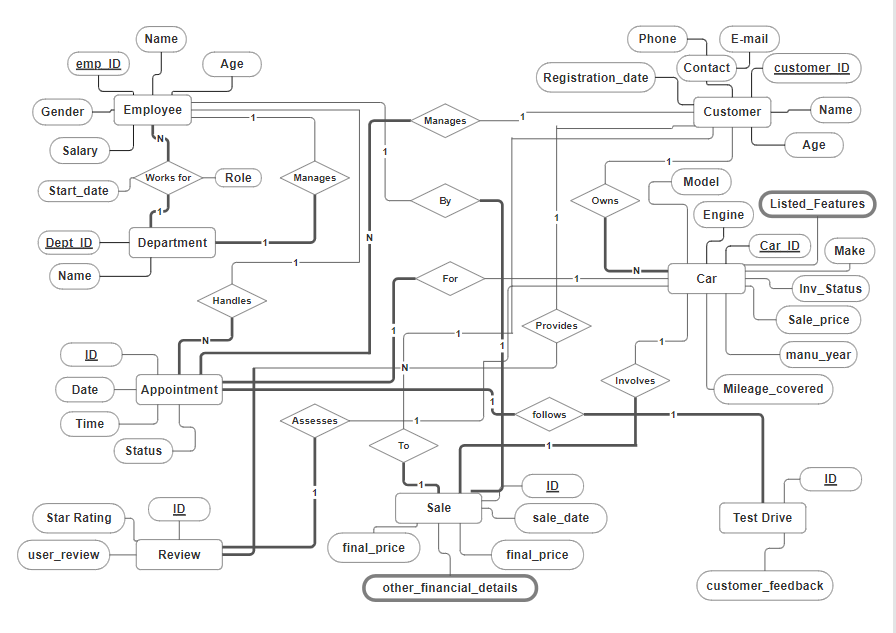 Name
Phone
E-mail
emp_ID
Age
Contact
customer_ID
Registration_date
Gender
Employee
Customer
Name
1
Manages
1
N
Salary
1
Age
1
Works for
Role
Manages
Model
Start_date
By
Owns
Listed_Features
1
1
Engine
N
Dept_ID
Department
1
Car_ID
Make
Name
1
N
For
1
Car
Inv_Status
Handles
Sale_price
1
1
Provides
N
1
1
ID
manu_year
N
Involves
Date
Appointment
Mileage_covered
1
Time
Assesses
1
follows
1
Status
To
1
1
1
Sale
ID
ID
Star Rating
ID
sale_date
Test Drive
user_review
Review
final_price
final_price
other_financial_details
customer_feedback